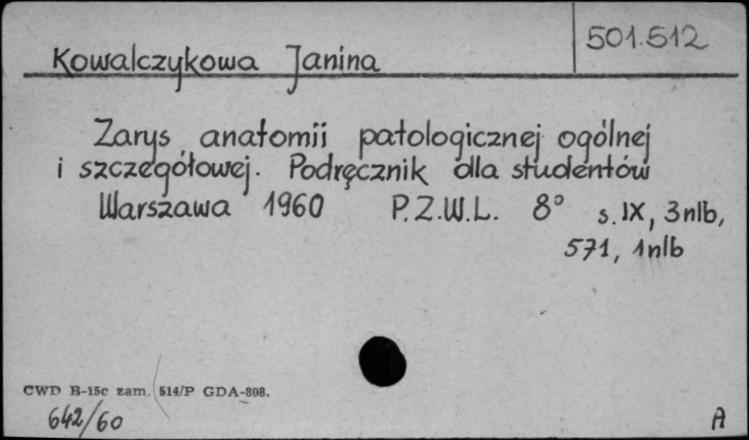 501.512
Kowalczykowa Janina
Zarys anatomii patologicznej ogólnej
i szczegółowej. Podręcznik dla studentów
Warszawa 1960 P.Z.W.L. 8° s. IX, 3nlb,
571, 1nlb
CWD B-15c zam. 514/P GDA-808.
642/60
A